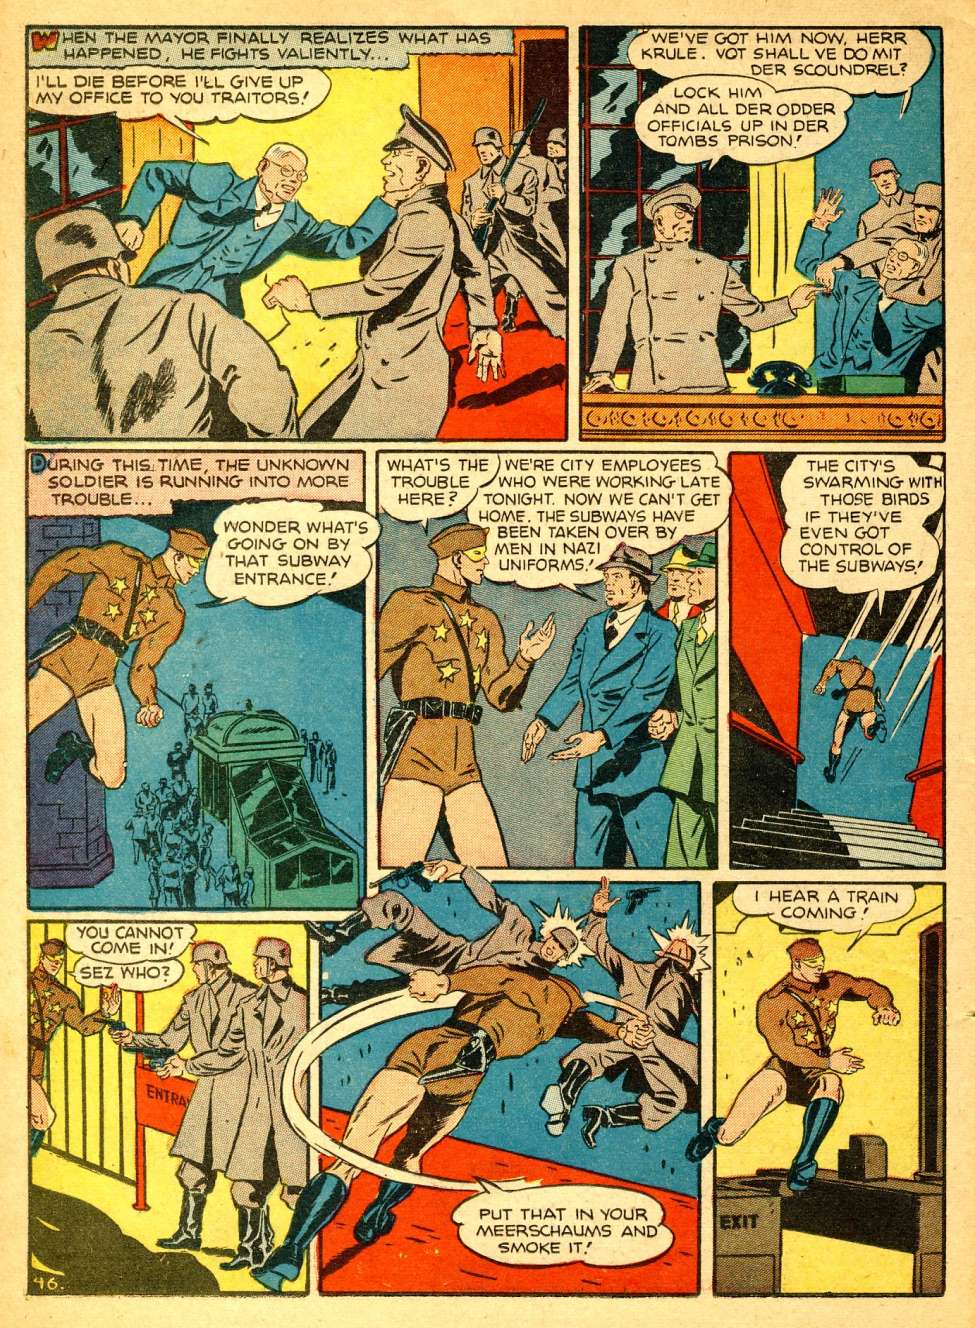 WHEN THE MAYOR FINALLY REALIZES WHAT HAS
HAPPENED, HE FIGHTS VALIENTLY...
I'LL DIE BEFORE I'LL GIVE UP
MY OFFICE TO YOU TRAITORS!
WE'VE GOT HIM NOW, HERR
KRULE. VOT SHALL VE DO MIT
DER SCOUNDREL?
LOCK HIM
AND ALL DER ODDER
OFFICIALS UP IN DER
TOMBS PRISON!
DURING THIS TIME, THE UNKNOWN
SOLDIER IS RUNNING INTO MORE
TROUBLE...
WONDER WHAT'S
GOING ON BY
THAT SUBWAY
ENTRANCE!
WHAT'S THE
TROUBLE
HERE?
WE'RE CITY EMPLOYEES
WHO WERE WORKING LATE
TONIGHT. NOW WE CAN'T GET
HOME. THE SUBWAYS HAVE
BEEN TAKEN OVER BY
MEN IN NAZI
UNIFORMS!
THE CITY'S
SWARMING WITH
THOSE BIRDS
IF THEY'VE
EVEN GOT
CONTROL OF
THE SUBWAYS!
YOU CANNOT
COME IN!
SEZ WHO?
ENTRA
46.
PUT THAT IN YOUR
MEERSCHAUMS AND
SMOKE IT!
I HEAR A TRAIN
COMING!
EXIT